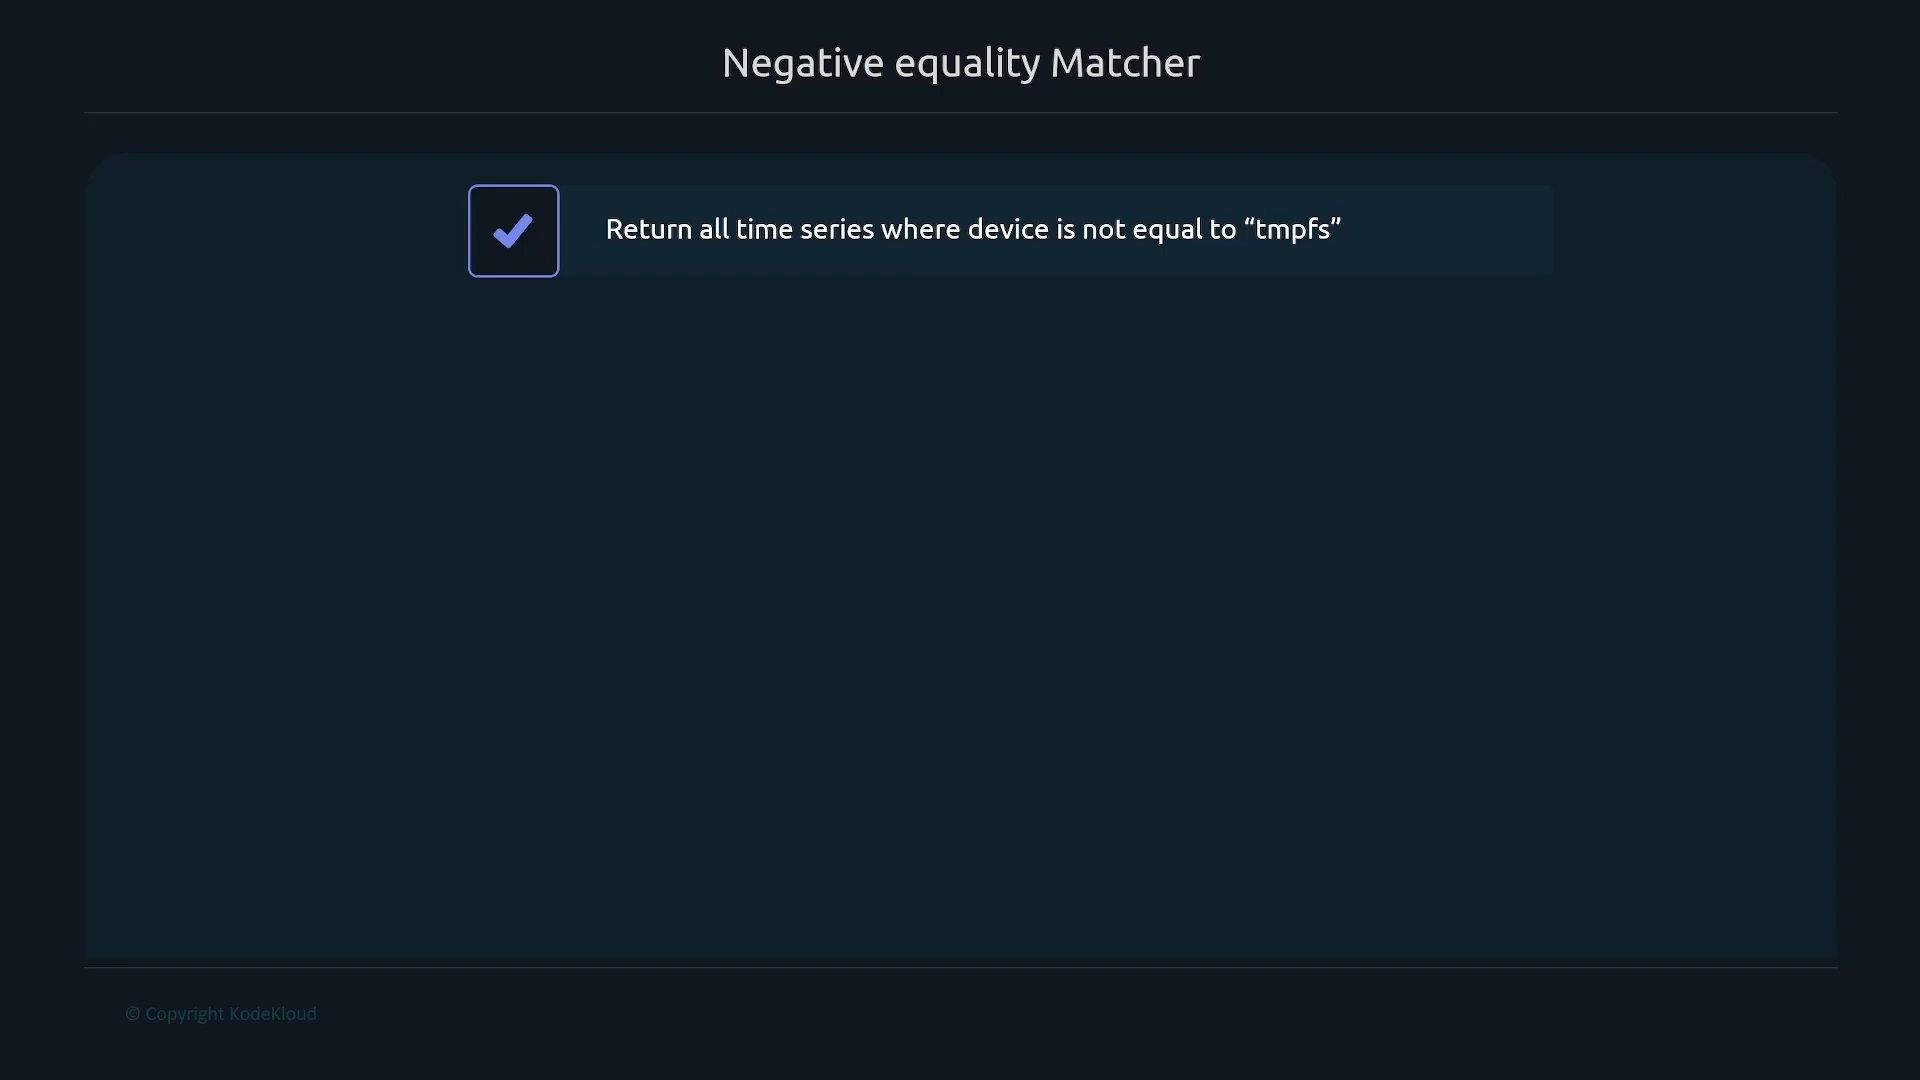 Negative equality Matcher
Return all time series where device is not equal to “tmpfs”
© Copyright KodeKloud